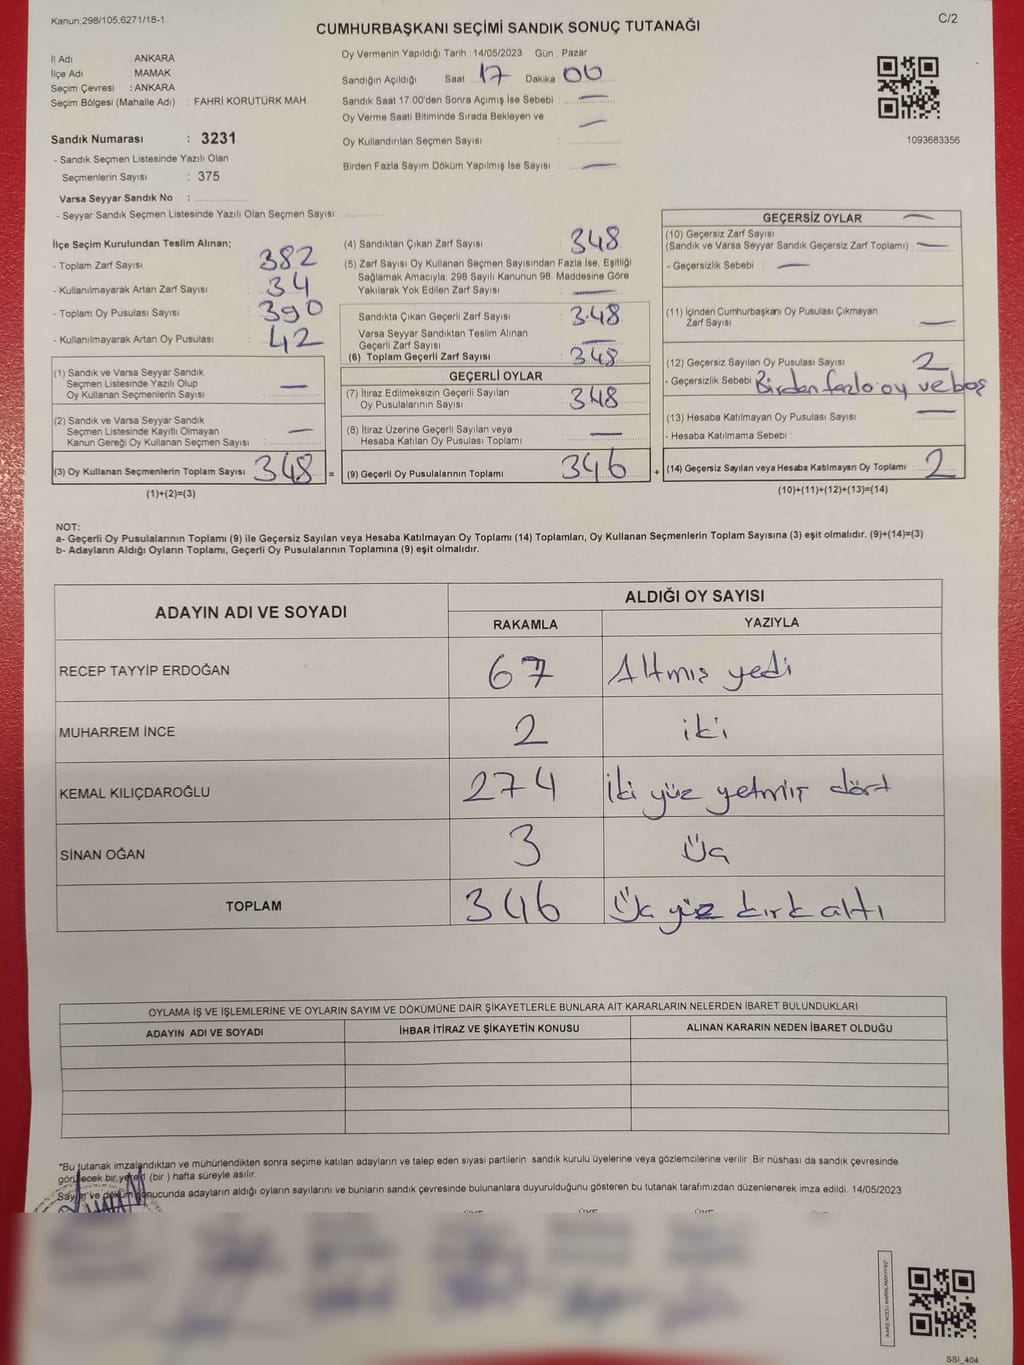 Kanun;298/105;6271/18-1
C/2
CUMHURBAŞKANI SEÇİMİ SANDIK SONUÇ TUTANAĞI
İl Adı : ANKARA
İlçe Adı : MAMAK
Seçim Çevresi : ANKARA
Seçim Bölgesi (Mahalle Adı) : FAHRİ KORUTÜRK MAH.
Sandık Numarası : 3231
- Sandık Seçmen Listesinde Yazılı Olan
Seçmenlerin Sayısı : 375
Varsa Seyyar Sandık No :
- Seyyar Sandık Seçmen Listesinde Yazılı Olan Seçmen Sayısı:
Oy Vermenin Yapıldığı Tarih : 14/05/2023 Gün : Pazar
Sandığın Açıldığı Saat 17 Dakika 00
Sandık Saat 17:00'den Sonra Açımış İse Sebebi : —
Oy Verme Saati Bitiminde Sırada Bekleyen ve
Oy Kullandırılan Seçmen Sayısı : —
Birden Fazla Sayım Döküm Yapılmış İse Sayısı : —
1093683356
İlçe Seçim Kurulundan Teslim Alınan;
- Toplam Zarf Sayısı : 382
- Kullanılmayarak Artan Zarf Sayısı : 34
- Toplam Oy Pusulası Sayısı : 390
- Kullanılmayarak Artan Oy Pusulası : 42
(1) Sandık ve Varsa Seyyar Sandık
Seçmen Listesinde Yazılı Olup
Oy Kullanan Seçmenlerin Sayısı : —
(2) Sandık ve Varsa Seyyar Sandık
Seçmen Listesinde Kayıtlı Olmayan
Kanun Gereği Oy Kullanan Seçmen Sayısı : —
(3) Oy Kullanan Seçmenlerin Toplam Sayısı 348 =
(1)+(2)=(3)
(4) Sandıktan Çıkan Zarf Sayısı : 348
(5) Zarf Sayısı Oy Kullanan Seçmen Sayısından Fazla İse, Eşitliği
Sağlamak Amacıyla; 298 Sayılı Kanunun 98. Maddesine Göre
Yakılarak Yok Edilen Zarf Sayısı : —
Sandıkta Çıkan Geçerli Zarf Sayısı : 348
Varsa Seyyar Sandıktan Teslim Alınan
Geçerli Zarf Sayısı : —
(6) Toplam Geçerli Zarf Sayısı : 348
GEÇERLİ OYLAR
(7) İtiraz Edilmeksizin Geçerli Sayılan
Oy Pusulalarının Sayısı : 348
(8) İtiraz Üzerine Geçerli Sayılan veya
Hesaba Katılan Oy Pusulası Toplamı : —
(9) Geçerli Oy Pusulalarının Toplamı : 346 +
GEÇERSİZ OYLAR —
(10) Geçersiz Zarf Sayısı
(Sandık ve Varsa Seyyar Sandık Geçersiz Zarf Toplamı) : —
- Geçersizlik Sebebi : —
(11) İçinden Cumhurbaşkanı Oy Pusulası Çıkmayan
Zarf Sayısı : —
(12) Geçersiz Sayılan Oy Pusulası Sayısı : 2
- Geçersizlik Sebebi : Birden fazla oy ve boş
(13) Hesaba Katılmayan Oy Pusulası Sayısı : —
- Hesaba Katılmama Sebebi :
(14) Geçersiz Sayılan veya Hesaba Katılmayan Oy Toplamı : 2
(10)+(11)+(12)+(13)=(14)
NOT:
a- Geçerli Oy Pusulalarının Toplamı (9) ile Geçersiz Sayılan veya Hesaba Katılmayan Oy Toplamı (14) Toplamları, Oy Kullanan Seçmenlerin Toplam Sayısına (3) eşit olmalıdır. (9)+(14)=(3)
b- Adayların Aldığı Oyların Toplamı, Geçerli Oy Pusulalarının Toplamına (9) eşit olmalıdır.
ADAYIN ADI VE SOYADI ALDIĞI OY SAYISI
RAKAMLA YAZIYLA
RECEP TAYYİP ERDOĞAN 67 Altmış yedi
MUHARREM İNCE 2 iki
KEMAL KILIÇDAROĞLU 274 İki yüz yetmiş dört
SİNAN OĞAN 3 Üç
TOPLAM 346 Üç yüz kırk altı
OYLAMA İŞ VE İŞLEMLERİNE VE OYLARIN SAYIM VE DÖKÜMÜNE DAİR ŞİKAYETLERLE BUNLARA AİT KARARLARIN NELERDEN İBARET BULUNDUKLARI
ADAYIN ADI VE SOYADI İHBAR İTİRAZ VE ŞİKAYETİN KONUSU ALINAN KARARIN NEDEN İBARET OLDUĞU
*Bu tutanak imzalandıktan ve mühürlendikten sonra seçime katılan adayların ve talep eden siyasi partilerin sandık kurulu üyelerine veya gözlemcilerine verilir. Bir nüshası da sandık çevresinde
görülecek bir yere 1 (bir) hafta süreyle asılır.
Sayım ve döküm sonucunda adayların aldığı oyların sayılarını ve bunların sandık çevresinde bulunanlara duyurulduğunu gösteren bu tutanak tarafımızdan düzenlenerek imza edildi. 14/05/2023
SSI_404